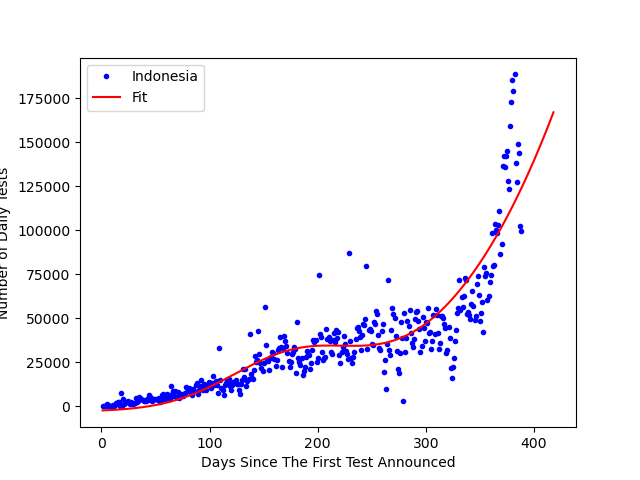 Indonesia
Fit
175000
150000
125000
100000
75000
50000
25000
0
Number of Daily Tests
0 100 200 300 400
Days Since The First Test Announced